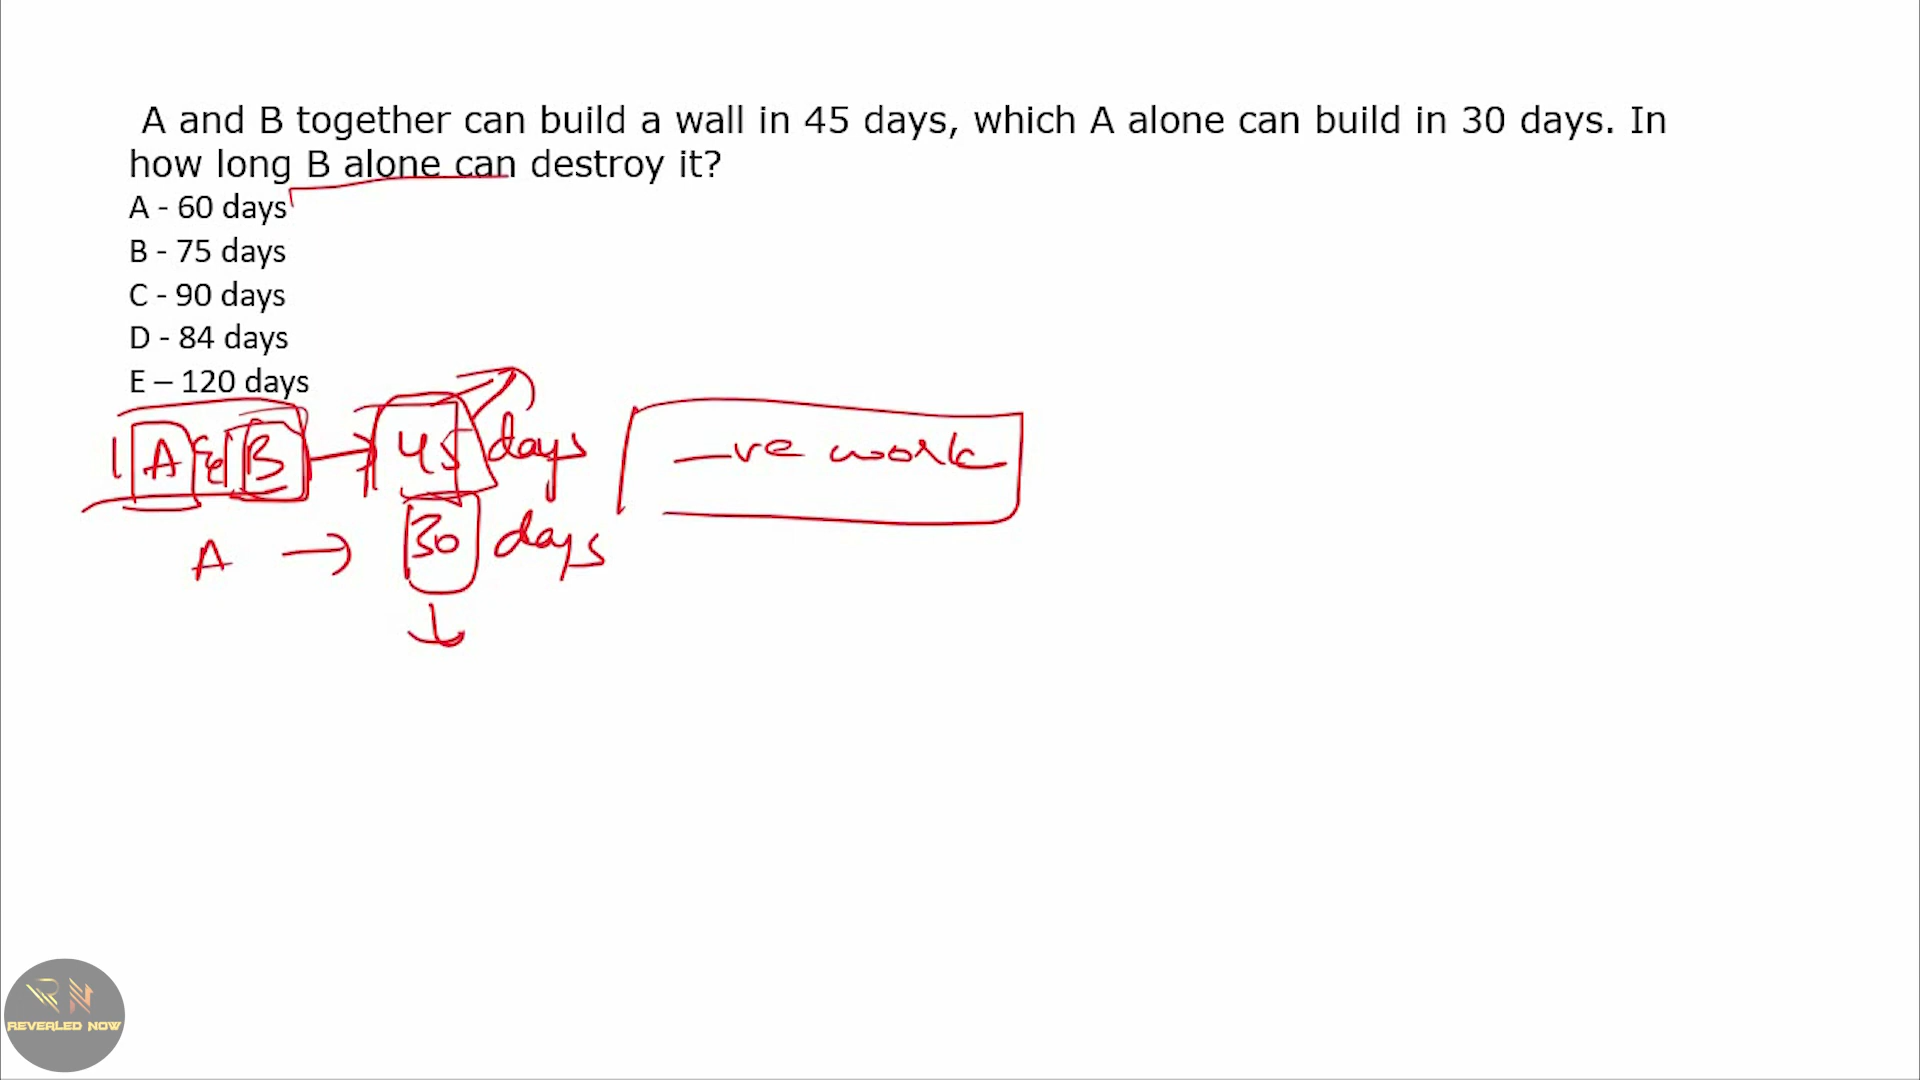 A and B together can build a wall in 45 days, which A alone can build in 30 days. In
how long B alone can destroy it?
A - 60 days
B - 75 days
C - 90 days
D - 84 days
E – 120 days
A & B → 45 days
-ve work
A → 30 days
REVERLED NOW